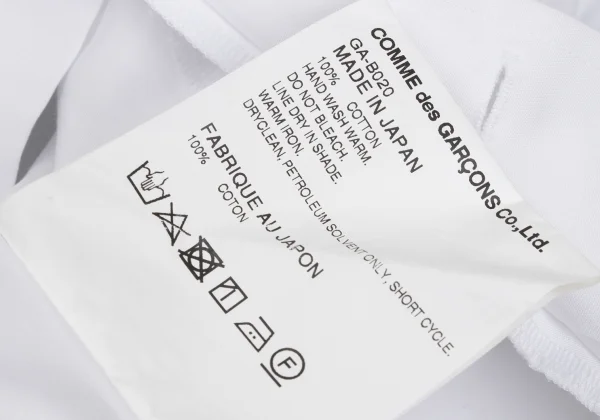 COMME des GARÇONS Co.,Ltd.
GA-B020
MADE IN JAPAN
100% COTTON
HAND WASH WARM.
DO NOT BLEACH.
LINE DRY IN SHADE.
WARM IRON.
DRYCLEAN, PETROLEUM SOLVENT ONLY, SHORT CYCLE.
FABRIQUE AU JAPON
100% COTON
F